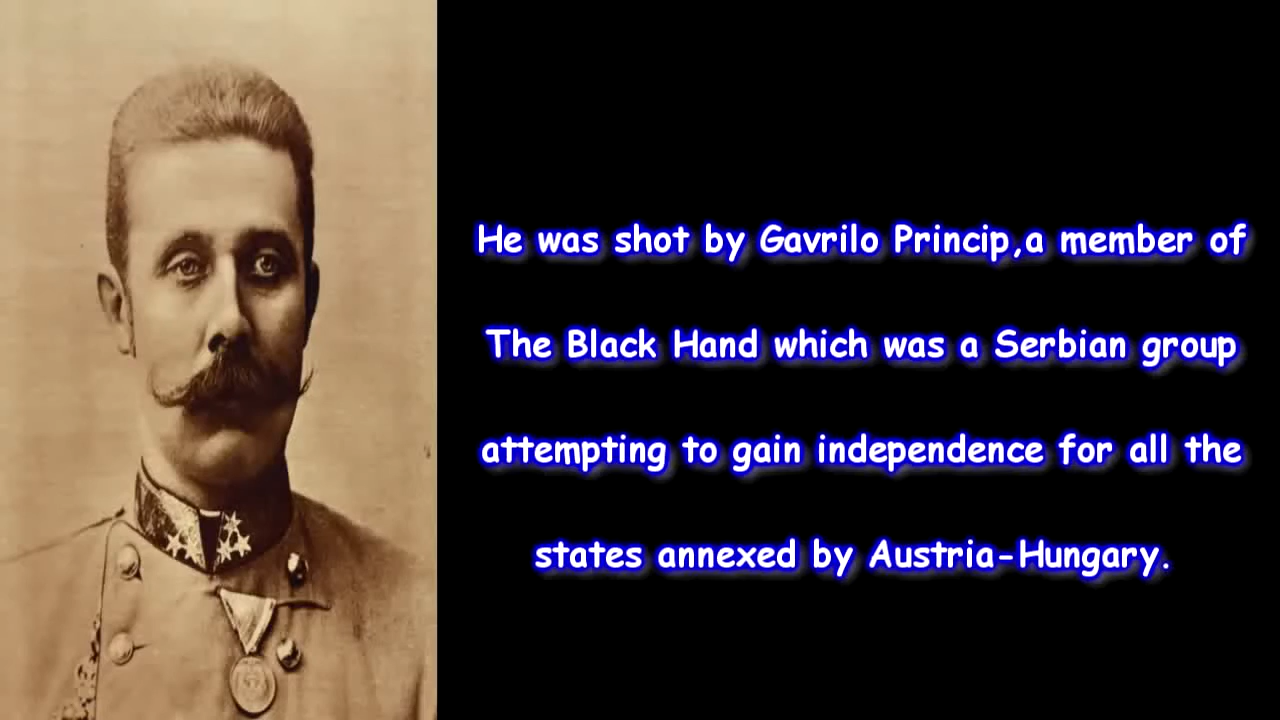 He was shot by Gavrilo Princip,a member of
The Black Hand which was a Serbian group
attempting to gain independence for all the
states annexed by Austria-Hungary.